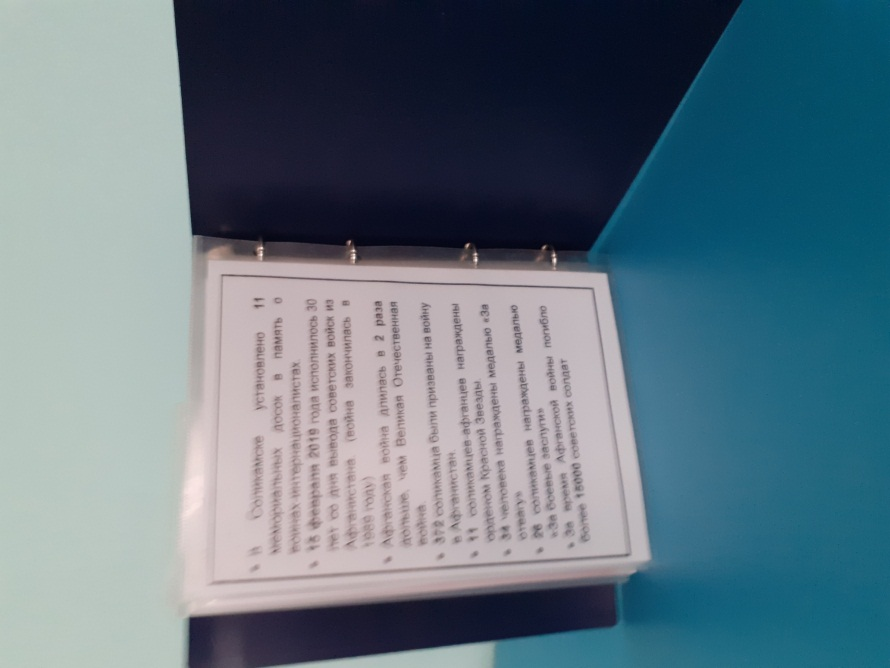 В Соликамске установлено 11
мемориальных досок в память о
воинах интернационалистах.
15 февраля 2019 года исполнилось 30
лет со дня вывода советских войск из
Афганистана. (война закончилась в
1989 году)
Афганская война длилась в 2 раза
дольше, чем Великая Отечественная
война.
372 соликамца были призваны на войну
в Афганистан.
11 соликамцев-афганцев награждены
орденом Красной Звезды.
34 человека награждены медалью «За
отвагу»
26 соликамцев награждены медалью
«За боевые заслуги»
За время Афганской войны погибло
более 15000 советских солдат